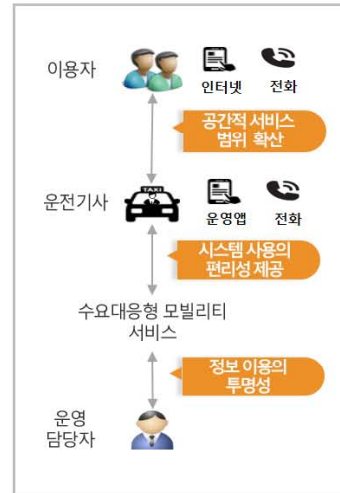 이용자
인터넷
전화
공간적 서비스
범위 확산
TAXI
운전기사
운영앱
전화
시스템 사용의
편리성 제공
수요대응형 모빌리티
서비스
정보 이용의
투명성
운영
담당자